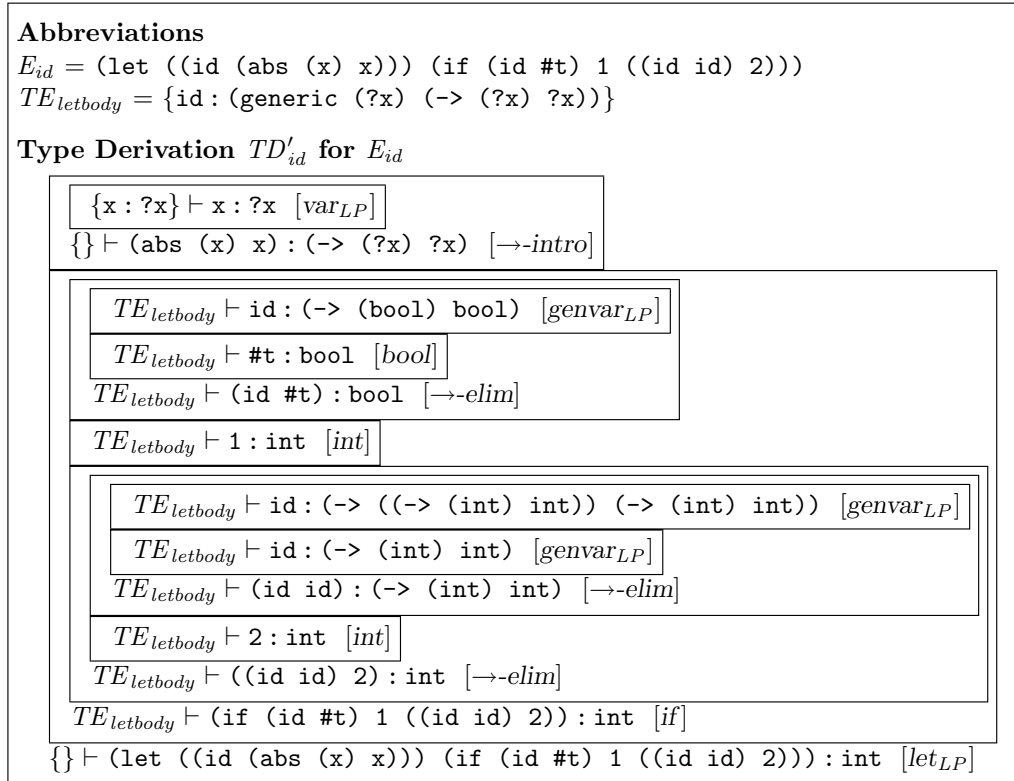 Abbreviations
E_id = (let ((id (abs (x) x))) (if (id #t) 1 ((id id) 2)))
TE_letbody = {id : (generic (?x) (-> (?x) ?x))}
Type Derivation TD′_id for E_id
{x : ?x} ⊢ x : ?x [var_LP]
{} ⊢ (abs (x) x) : (-> (?x) ?x) [→-intro]
TE_letbody ⊢ id : (-> (bool) bool) [genvar_LP]
TE_letbody ⊢ #t : bool [bool]
TE_letbody ⊢ (id #t) : bool [→-elim]
TE_letbody ⊢ 1 : int [int]
TE_letbody ⊢ id : (-> ((-> (int) int)) (-> (int) int)) [genvar_LP]
TE_letbody ⊢ id : (-> (int) int) [genvar_LP]
TE_letbody ⊢ (id id) : (-> (int) int) [→-elim]
TE_letbody ⊢ 2 : int [int]
TE_letbody ⊢ ((id id) 2) : int [→-elim]
TE_letbody ⊢ (if (id #t) 1 ((id id) 2)) : int [if]
{} ⊢ (let ((id (abs (x) x))) (if (id #t) 1 ((id id) 2))) : int [let_LP]